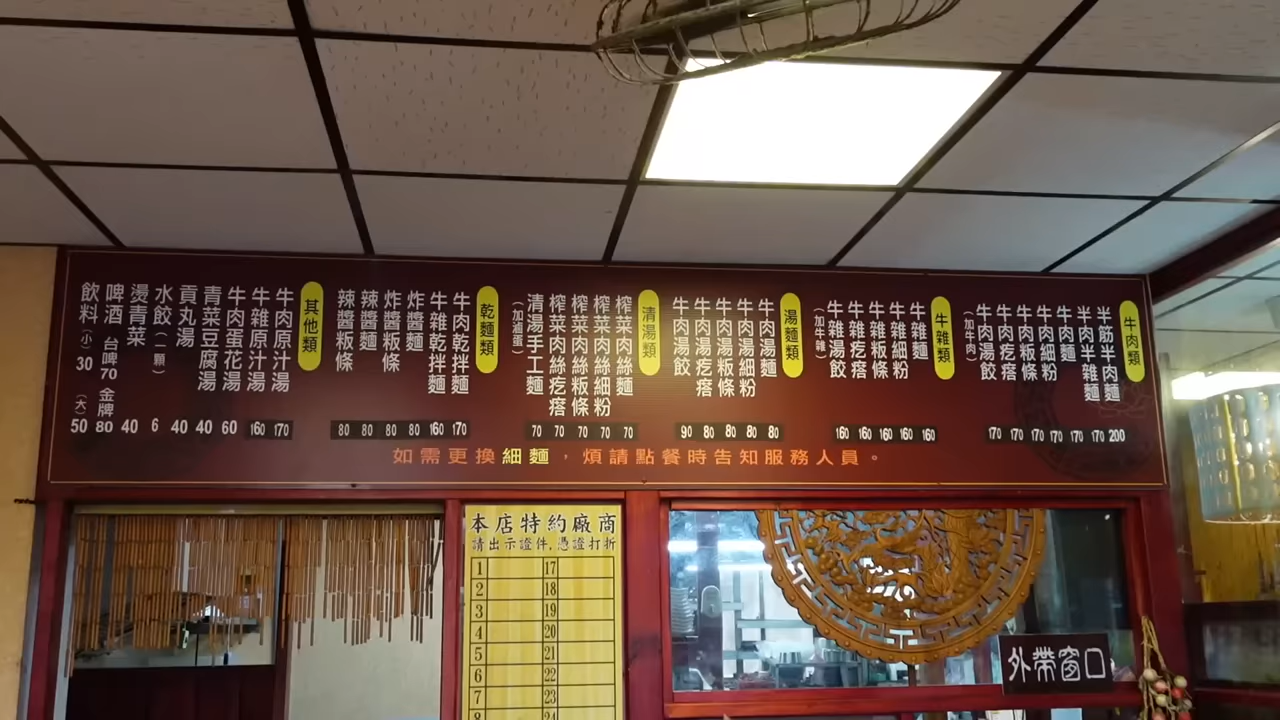 牛肉類
半筋半肉麵 200
半肉半雜麵 170
牛肉麵 170
牛肉細粉 170
牛肉粄條 170
牛肉疙瘩 170
牛肉湯餃 170
(加牛肉)
牛雜類
牛雜麵 160
牛雜細粉 160
牛雜粄條 160
牛雜疙瘩 160
牛雜湯餃 160
(加牛雜)
湯麵類
牛肉湯麵 80
牛肉湯細粉 80
牛肉湯粄條 80
牛肉湯疙瘩 80
牛肉湯餃 90
清湯類
榨菜肉絲麵 70
榨菜肉絲細粉 70
榨菜肉絲粄條 70
榨菜肉絲疙瘩 70
清湯手工麵 70
(加滷蛋)
乾麵類
牛肉乾拌麵 170
牛雜乾拌麵 160
炸醬麵 80
炸醬粄條 80
辣醬麵 80
辣醬粄條 80
其他類
牛肉原汁湯 170
牛雜原汁湯 160
牛肉蛋花湯 60
青菜豆腐湯 40
貢丸湯 40
水餃(一顆) 6
燙青菜 40
啤酒 台啤70 金牌80
飲料(小)30 (大)50
如需更換細麵，煩請點餐時告知服務人員。
本店特約廠商
請出示證件,憑證打折
1 17
2 18
3 19
4 20
5 21
6 22
7 23
8 24
外帶窗口